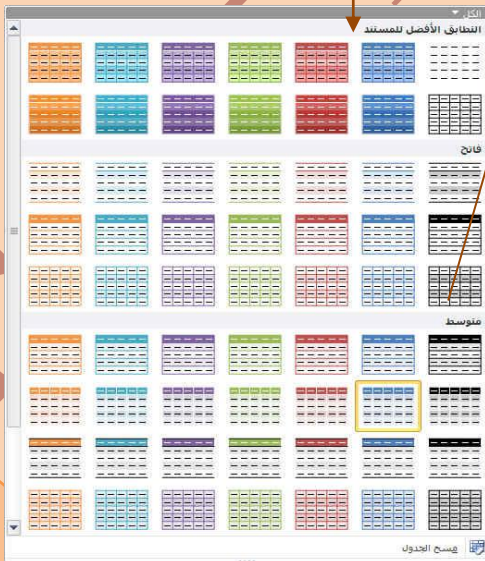 الكل
التطابق الأفضل للمستند
فاتح
متوسط
مسح الجدول